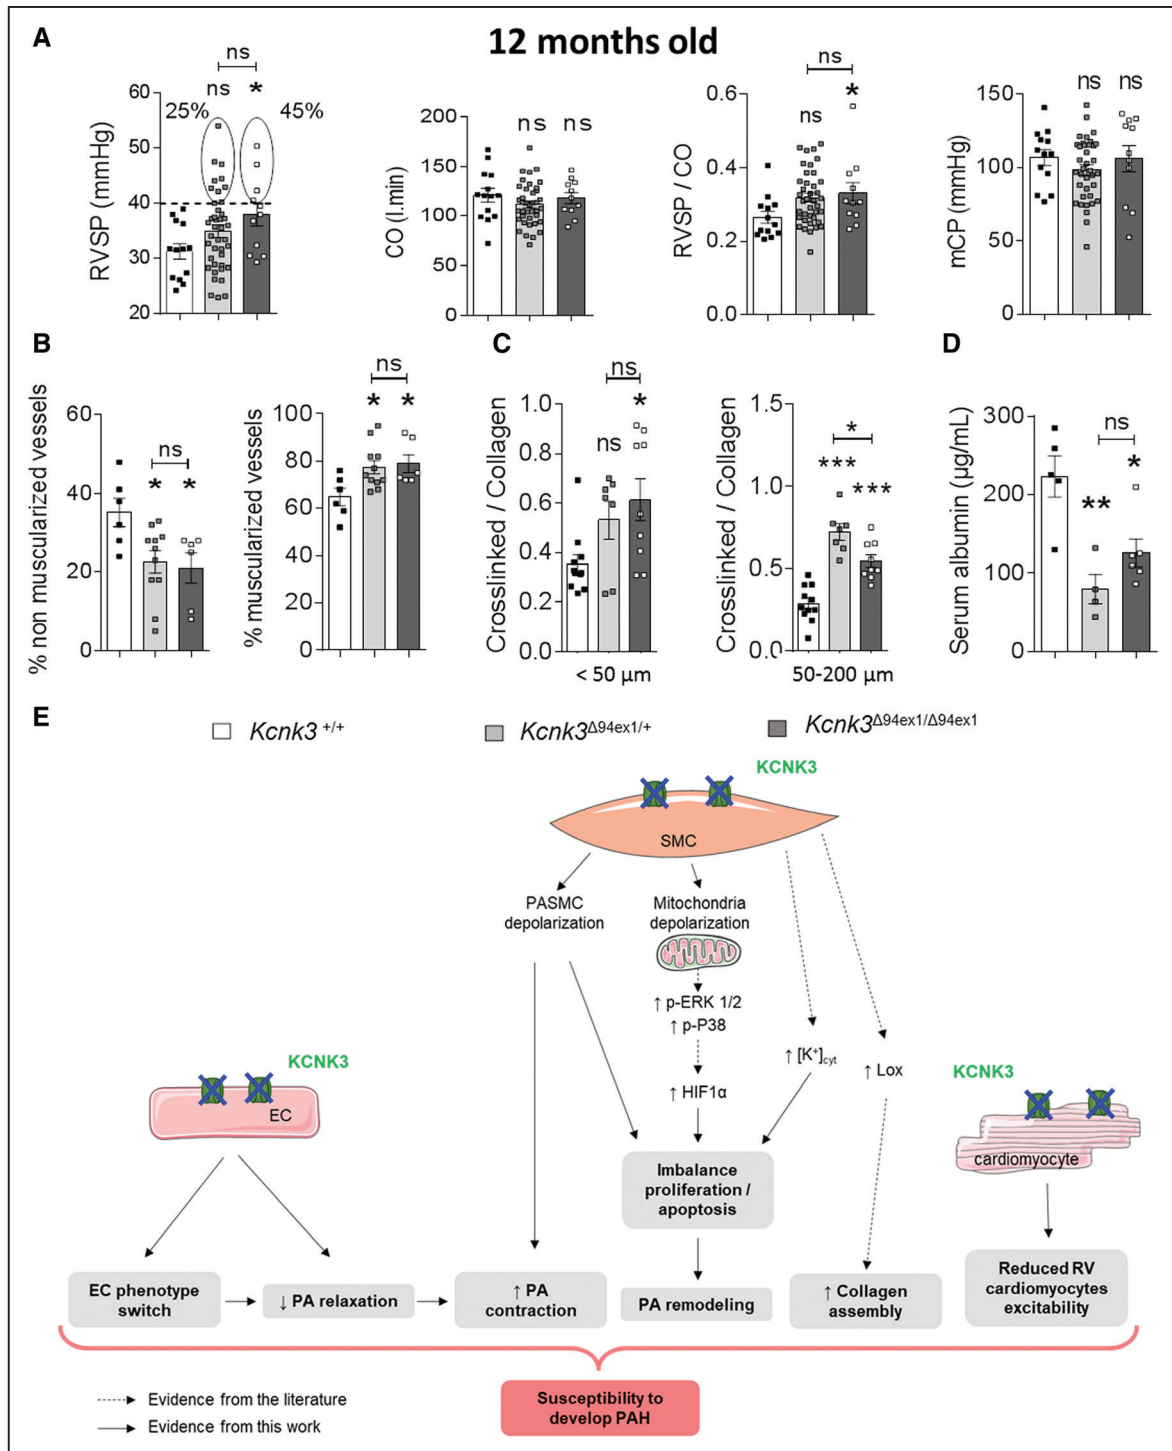 A
12 months old
ns
ns
*
25%
45%
RVSP (mmHg)
60
50
40
30
20
ns
ns
CO (l.min)
200
150
100
50
0
ns
ns
*
RVSP / CO
0.6
0.4
0.2
0.0
ns
ns
mCP (mmHg)
150
100
50
0
B
ns
*
*
% non muscularized vessels
60
40
20
0
ns
*
*
% muscularized vessels
100
80
60
40
20
0
C
ns
ns
*
Crosslinked / Collagen
1.0
0.8
0.6
0.4
0.2
0.0
< 50 µm
*
***
***
Crosslinked / Collagen
1.5
1.0
0.5
0.0
50-200 µm
D
ns
**
*
Serum albumin (µg/mL)
300
200
100
0
E
Kcnk3 +/+
Kcnk3Δ94ex1/+
Kcnk3Δ94ex1/Δ94ex1
KCNK3
SMC
PASMC
depolarization
Mitochondria
depolarization
↑ p-ERK 1/2
↑ p-P38
↑ HIF1α
↑ [K+]cyt
↑ Lox
KCNK3
EC
KCNK3
cardiomyocyte
Imbalance
proliferation /
apoptosis
EC phenotype
switch
↓ PA relaxation
↑ PA
contraction
PA remodeling
↑ Collagen
assembly
Reduced RV
cardiomyocytes
excitability
Evidence from the literature
Evidence from this work
Susceptibility to
develop PAH